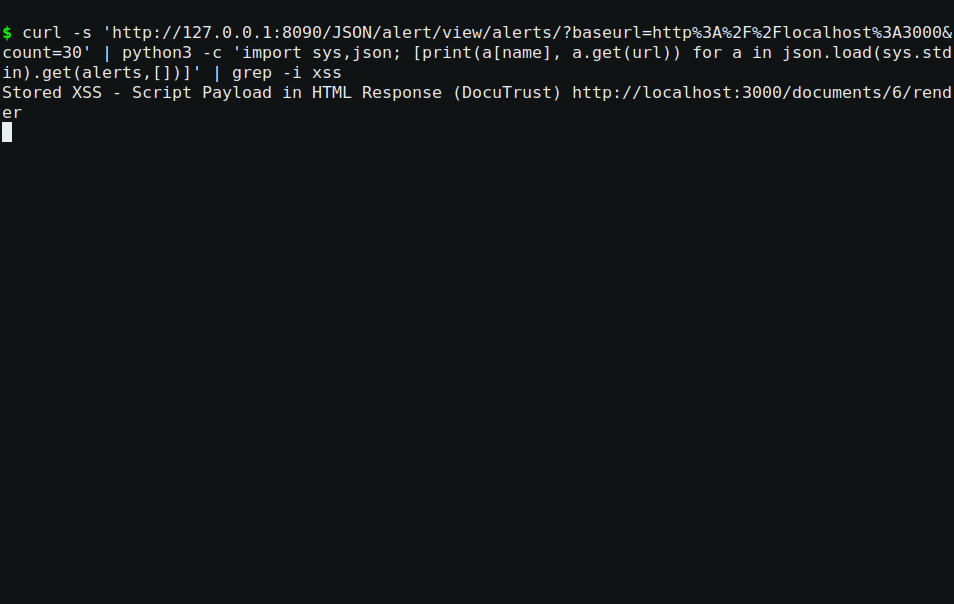 $ curl -s 'http://127.0.0.1:8090/JSON/alert/view/alerts/?baseurl=http%3A%2F%2Flocalhost%3A3000&
count=30' | python3 -c 'import sys,json; [print(a[name], a.get(url)) for a in json.load(sys.std
in).get(alerts,[])]' | grep -i xss
Stored XSS - Script Payload in HTML Response (DocuTrust) http://localhost:3000/documents/6/rend
er